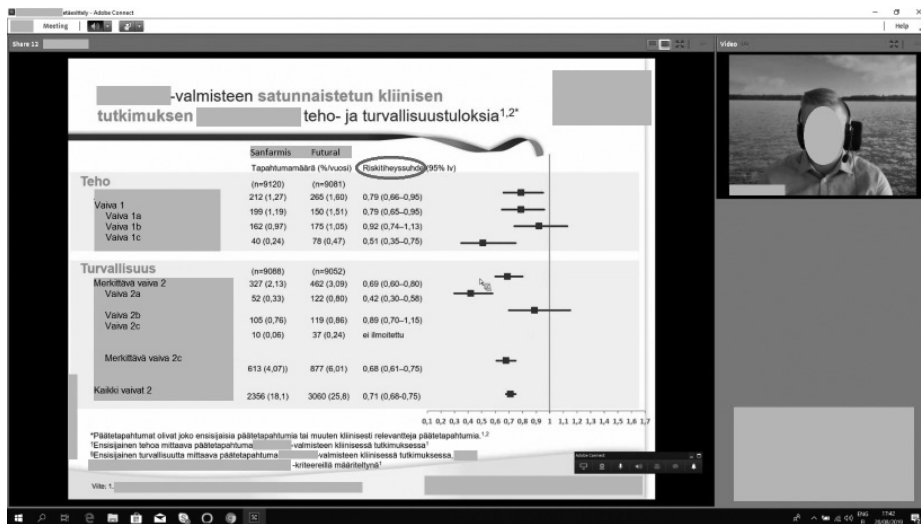 atäesittely - Adobe Connect
Meeting
Help
Share 12
Video
-valmisteen satunnaistetun kliinisen
tutkimuksen teho- ja turvallisuustuloksia1,2*
Sanfarmis Futural
Tapahtumamäärä (%/vuosi) Riskitiheyssuhde (95% lv)
Teho
(n=9120) (n=9081)
Vaiva 1 212 (1,27) 265 (1,60) 0,79 (0,66–0,95)
Vaiva 1a 199 (1,19) 150 (1,51) 0,79 (0,65–0,95)
Vaiva 1b 162 (0,97) 175 (1,05) 0,92 (0,74–1,13)
Vaiva 1c 40 (0,24) 78 (0,47) 0,51 (0,35–0,75)
Turvallisuus
(n=9088) (n=9052)
Merkittävä vaiva 2 327 (2,13) 462 (3,09) 0,69 (0,60–0,80)
Vaiva 2a 52 (0,33) 122 (0,80) 0,42 (0,30–0,58)
Vaiva 2b 105 (0,76) 119 (0,86) 0,89 (0,70–1,15)
Vaiva 2c 10 (0,06) 37 (0,24) ei ilmoitettu
Merkittävä vaiva 2c 613 (4,07)) 877 (6,01) 0,68 (0,61–0,75)
Kaikki vaivat 2 2356 (18,1) 3060 (25,8) 0,71 (0,68-0,75)
0,1 0,2 0,3 0,4 0,5 0,6 0,7 0,8 0,9 1 1,1 1,2 1,3 1,4 1,5 1,6 1,7
*Päätetapahtumat olivat joko ensisijaisia päätetapahtumia tai muuten kliinisesti relevantteja päätetapahtumia.1,2
Ensisijainen tehoa mittaava päätetapahtuma -valmisteen kliinisessä tutkimuksessa1
Ensisijainen turvallisuutta mittaava päätetapahtuma -valmisteen kliinisessä tutkimuksessa,
-kriteereillä määriteltynä1
Viite: 1.
Adobe Connect
ENG 17:42